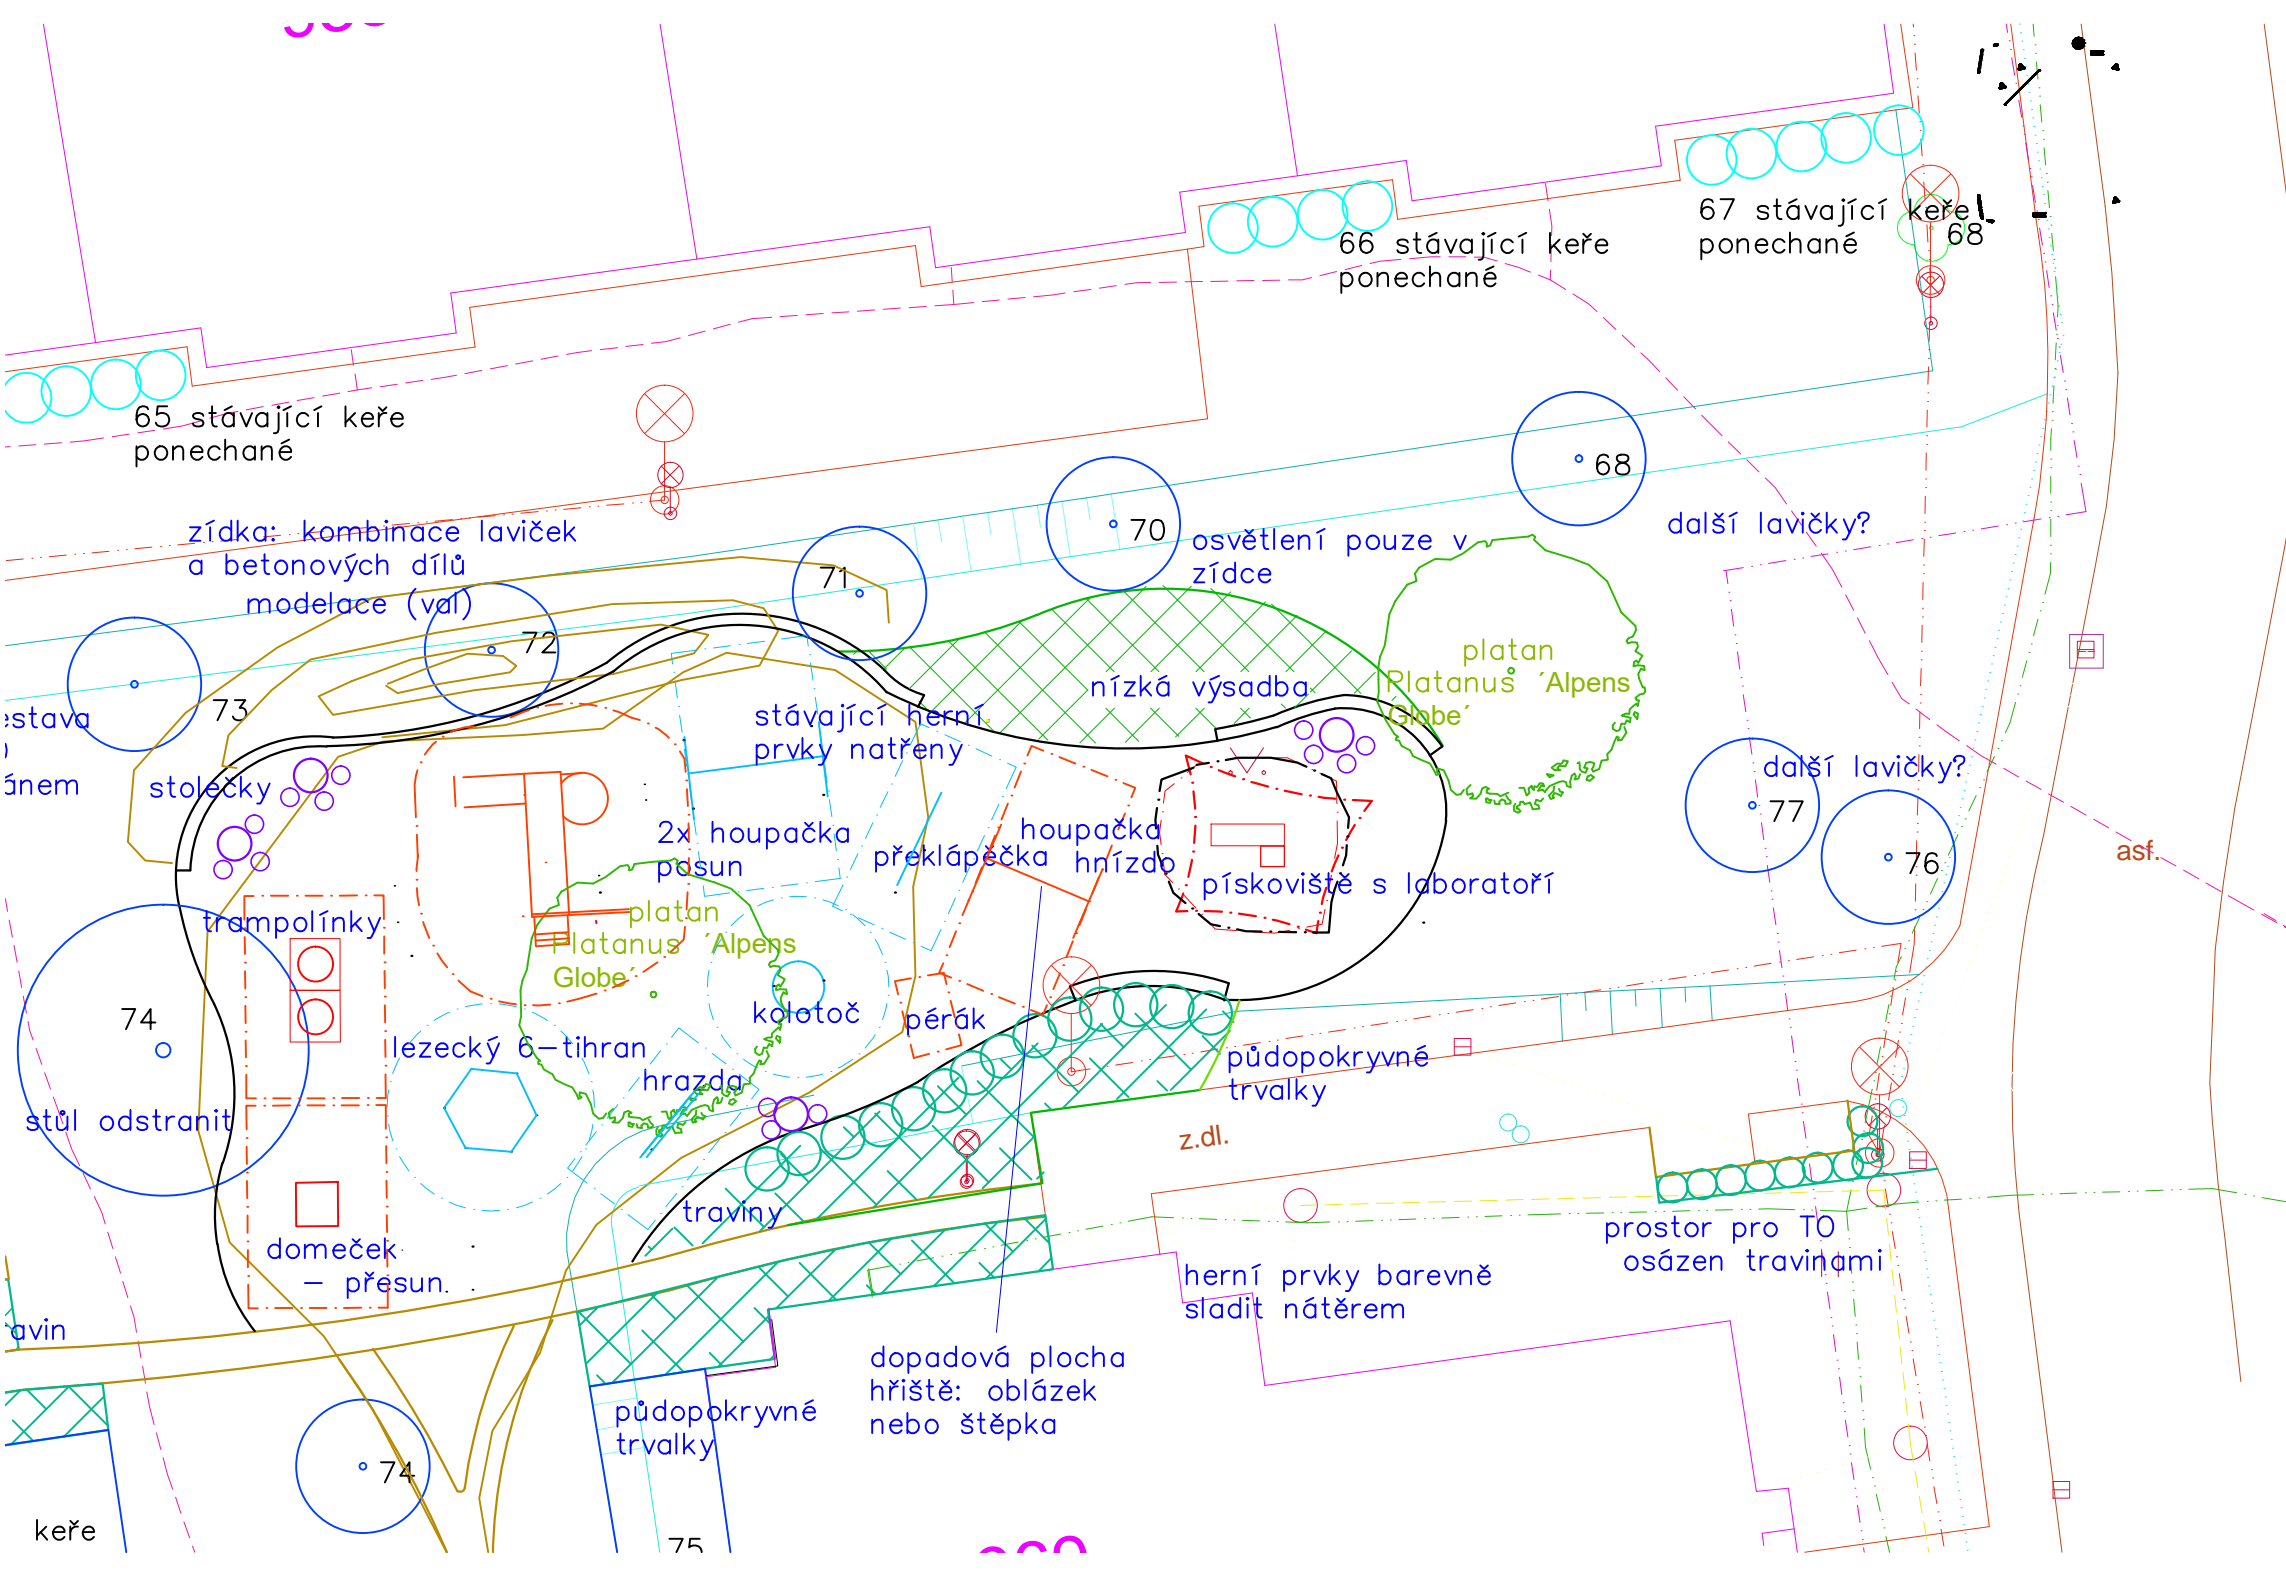 67 stávající keře
ponechané
68
66 stávající keře
ponechané
65 stávající keře
ponechané
68
70
71
72
73
zídka: kombinace laviček
a betonových dílů
modelace (val)
osvětlení pouze v
zídce
další lavičky?
platan
Platanus ´Alpens
Globe´
nízká výsadba
stávající herní
prvky natřeny
estava
)
ánem
stolečky
další lavičky?
77
76
asf.
2x houpačka
posun
překlápěčka
houpačka
hnízdo
pískoviště s laboratoří
trampolínky
platan
Platanus ´Alpens
Globe´
kolotoč
pérák
74
lezecký 6-tihran
hrazda
půdopokryvné
trvalky
stůl odstranit
z.dl.
traviny
domeček
- přesun
prostor pro TO
osázen travinami
herní prvky barevně
sladit nátěrem
avin
dopadová plocha
hřiště: oblázek
nebo štěpka
půdopokryvné
trvalky
74
keře
75